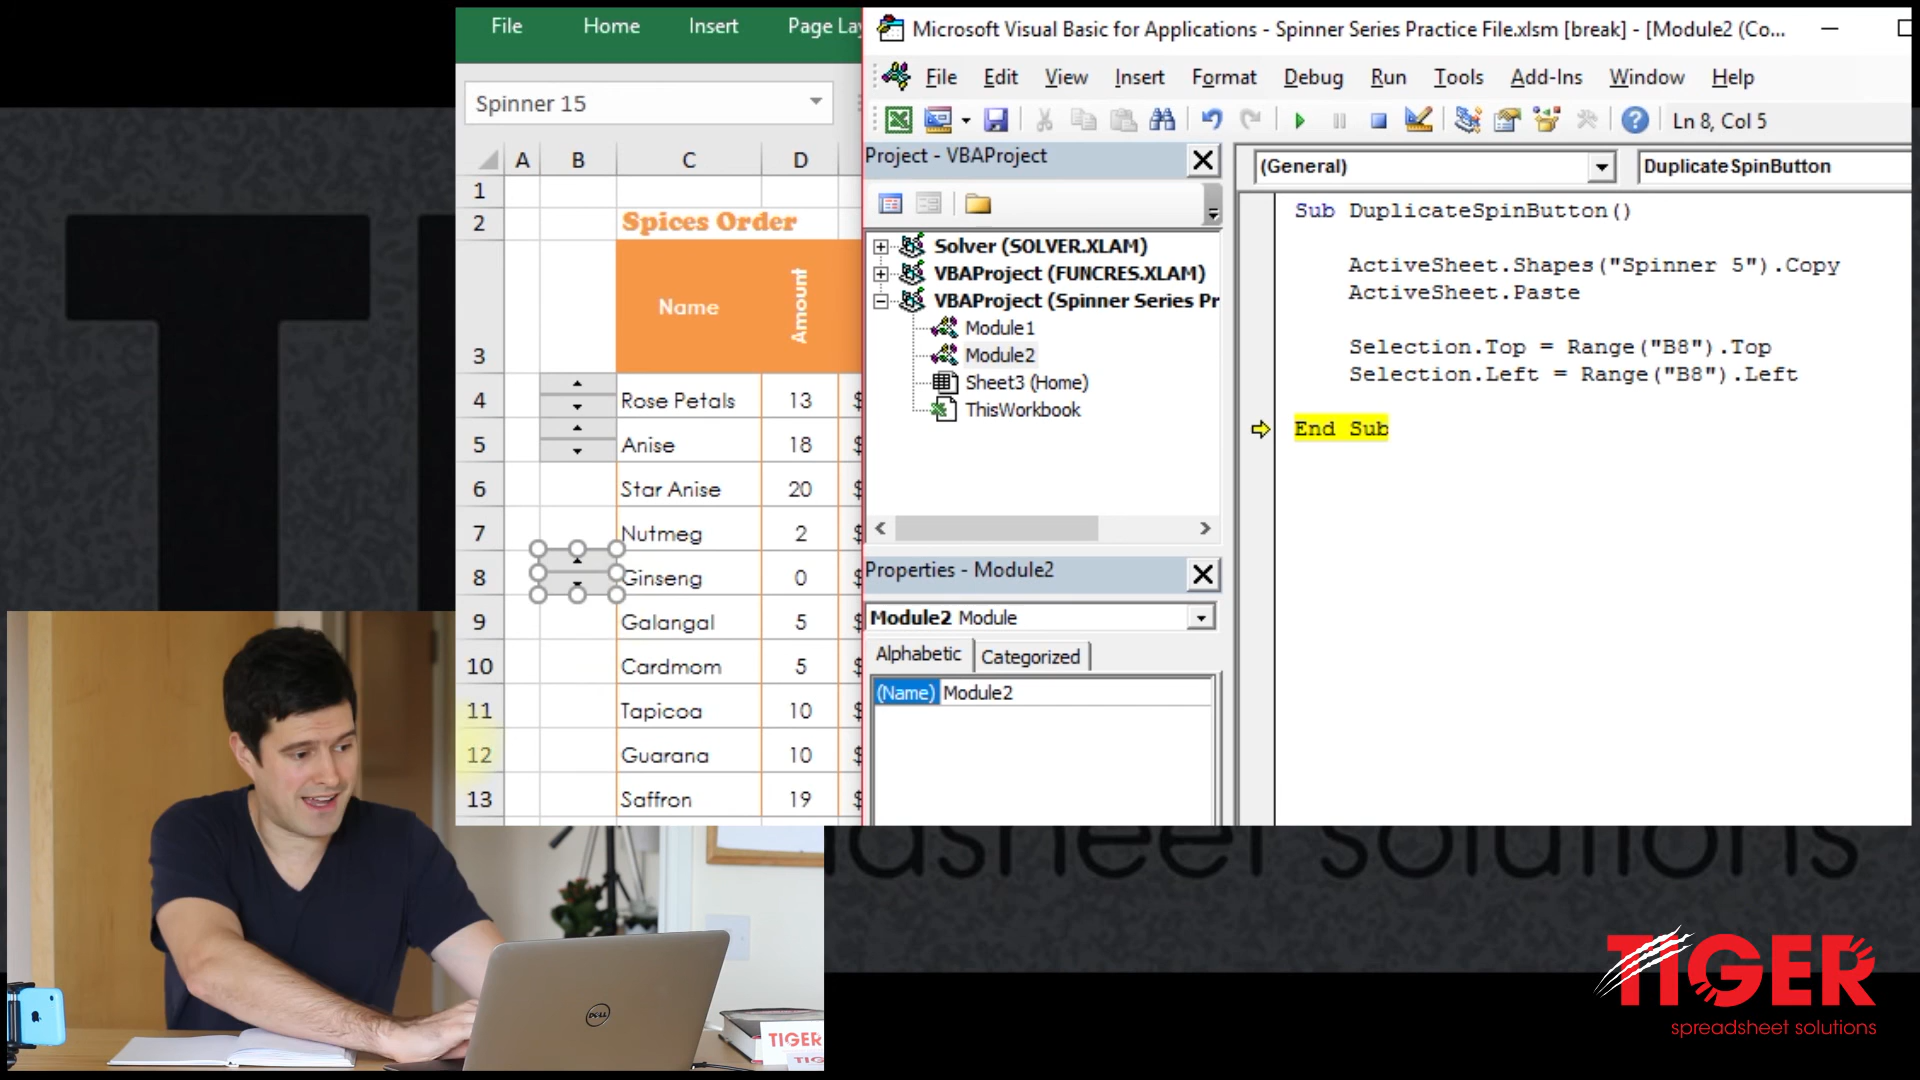 File Home Insert Page Lay
Spinner 15
A B C D
1
2 Spices Order
3 Name Amount
4 Rose Petals 13 $
5 Anise 18 $
6 Star Anise 20 $
7 Nutmeg 2 $
8 Ginseng 0 $
9 Galangal 5 $
10 Cardmom 5 $
11 Tapicoa 10 $
12 Guarana 10 $
13 Saffron 19 $
Microsoft Visual Basic for Applications - Spinner Series Practice File.xlsm [break] - [Module2 (Co...
File Edit View Insert Format Debug Run Tools Add-Ins Window Help
Ln 8, Col 5
Project - VBAProject
Solver (SOLVER.XLAM)
VBAProject (FUNCRES.XLAM)
VBAProject (Spinner Series Pr
Module1
Module2
Sheet3 (Home)
ThisWorkbook
Properties - Module2
Module2 Module
Alphabetic Categorized
(Name) Module2
(General) DuplicateSpinButton
Sub DuplicateSpinButton()
ActiveSheet.Shapes("Spinner 5").Copy
ActiveSheet.Paste
Selection.Top = Range("B8").Top
Selection.Left = Range("B8").Left
End Sub
DELL
TIGER
TIG
adsheet solutions
TIGER
spreadsheet solutions